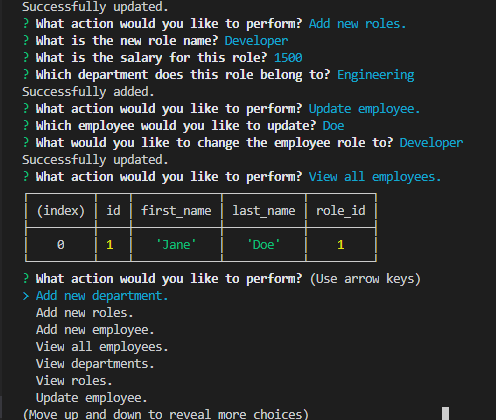 Successfully updated.
? What action would you like to perform? Add new roles.
? What is the new role name? Developer
? What is the salary for this role? 1500
? Which department does this role belong to? Engineering
Successfully added.
? What action would you like to perform? Update employee.
? Which employee would you like to update? Doe
? What would you like to change the employee role to? Developer
Successfully updated.
? What action would you like to perform? View all employees.
(index) id first_name last_name role_id
0 1 'Jane' 'Doe' 1
? What action would you like to perform? (Use arrow keys)
> Add new department.
Add new roles.
Add new employee.
View all employees.
View departments.
View roles.
Update employee.
(Move up and down to reveal more choices)